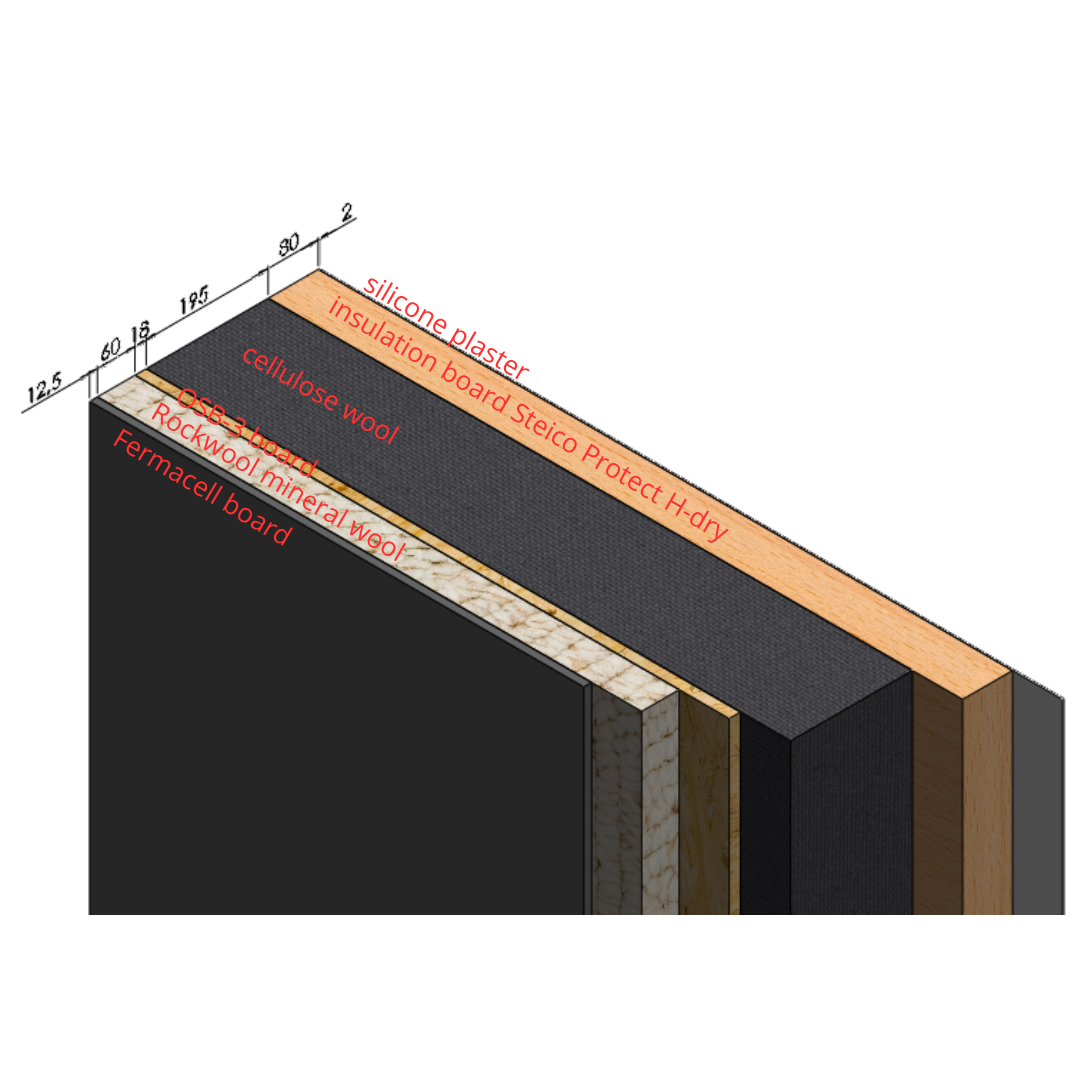 2
80
195
18
60
12,5
silicone plaster
insulation board Steico Protect H-dry
cellulose wool
OSB-3 board
Rockwool mineral wool
Fermacell board